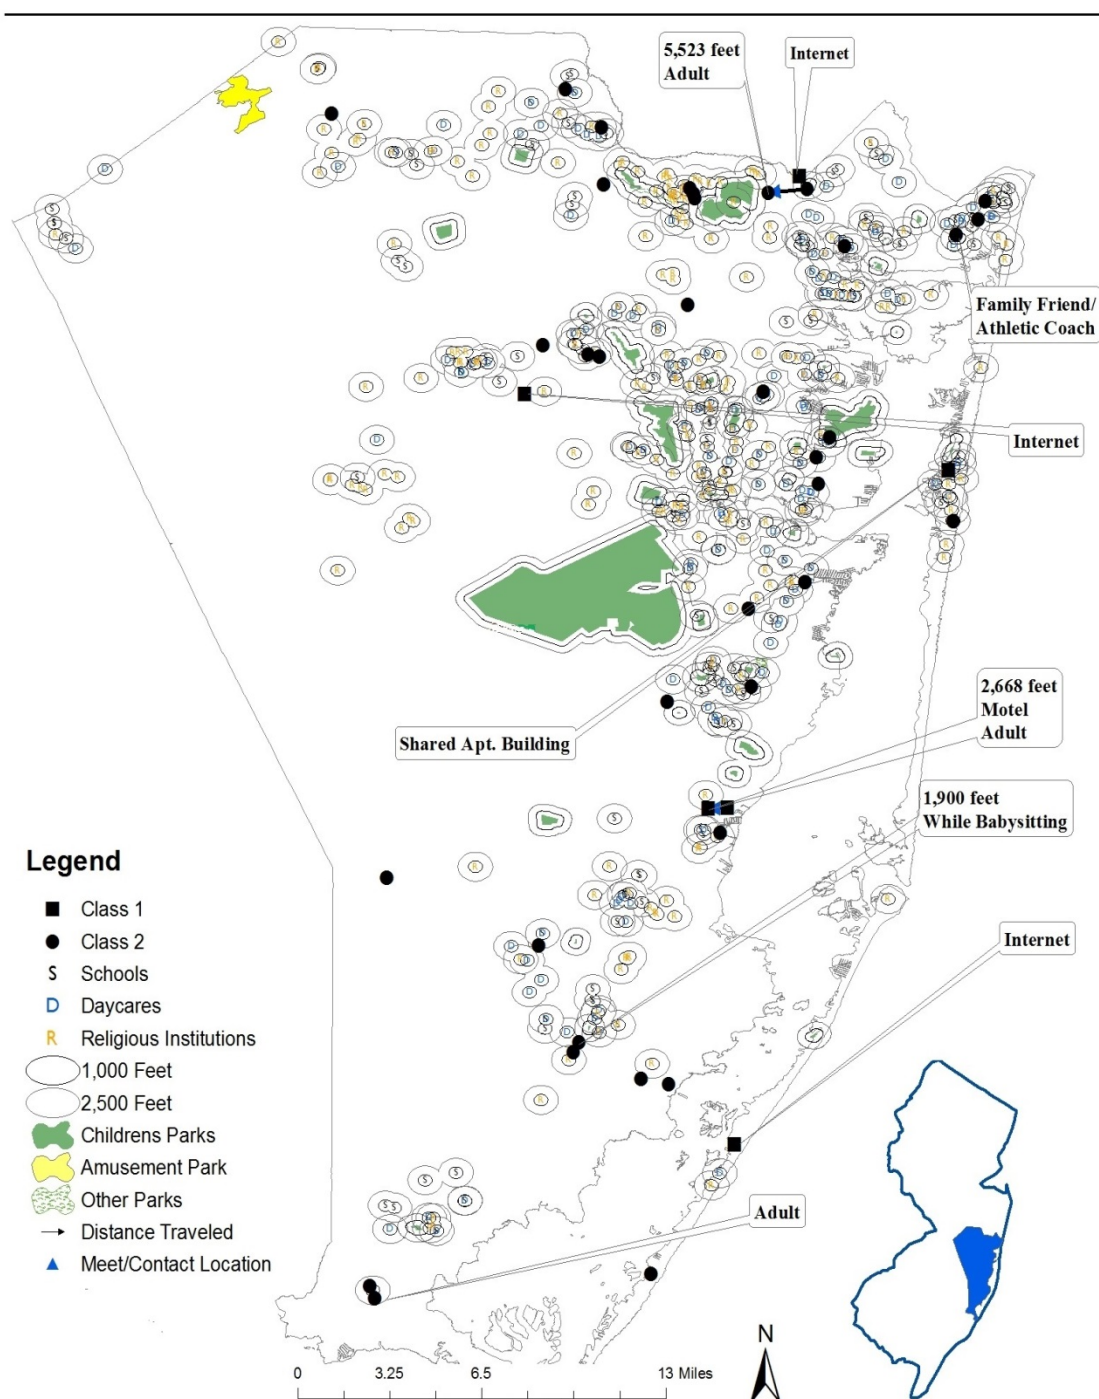 5,523 feet
Adult
Internet
Family Friend/
Athletic Coach
Internet
Shared Apt. Building
2,668 feet
Motel
Adult
1,900 feet
While Babysitting
Internet
Adult
Legend
Class 1
Class 2
S Schools
D Daycares
R Religious Institutions
1,000 Feet
2,500 Feet
Childrens Parks
Amusement Park
Other Parks
Distance Traveled
Meet/Contact Location
N
0 3.25 6.5 13 Miles